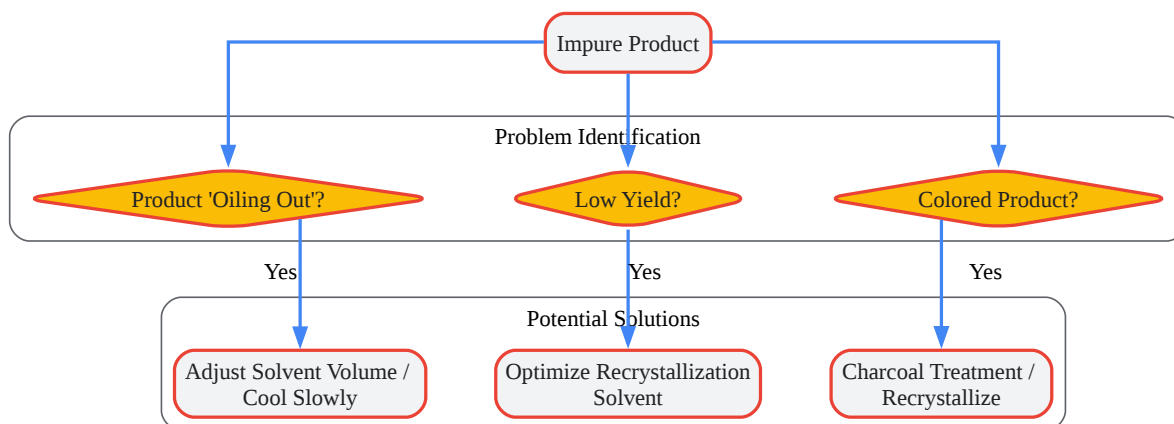 Impure Product
Problem Identification
Product 'Oiling Out'?
Low Yield?
Colored Product?
Yes
Yes
Yes
Potential Solutions
Adjust Solvent Volume /
Cool Slowly
Optimize Recrystallization
Solvent
Charcoal Treatment /
Recrystallize